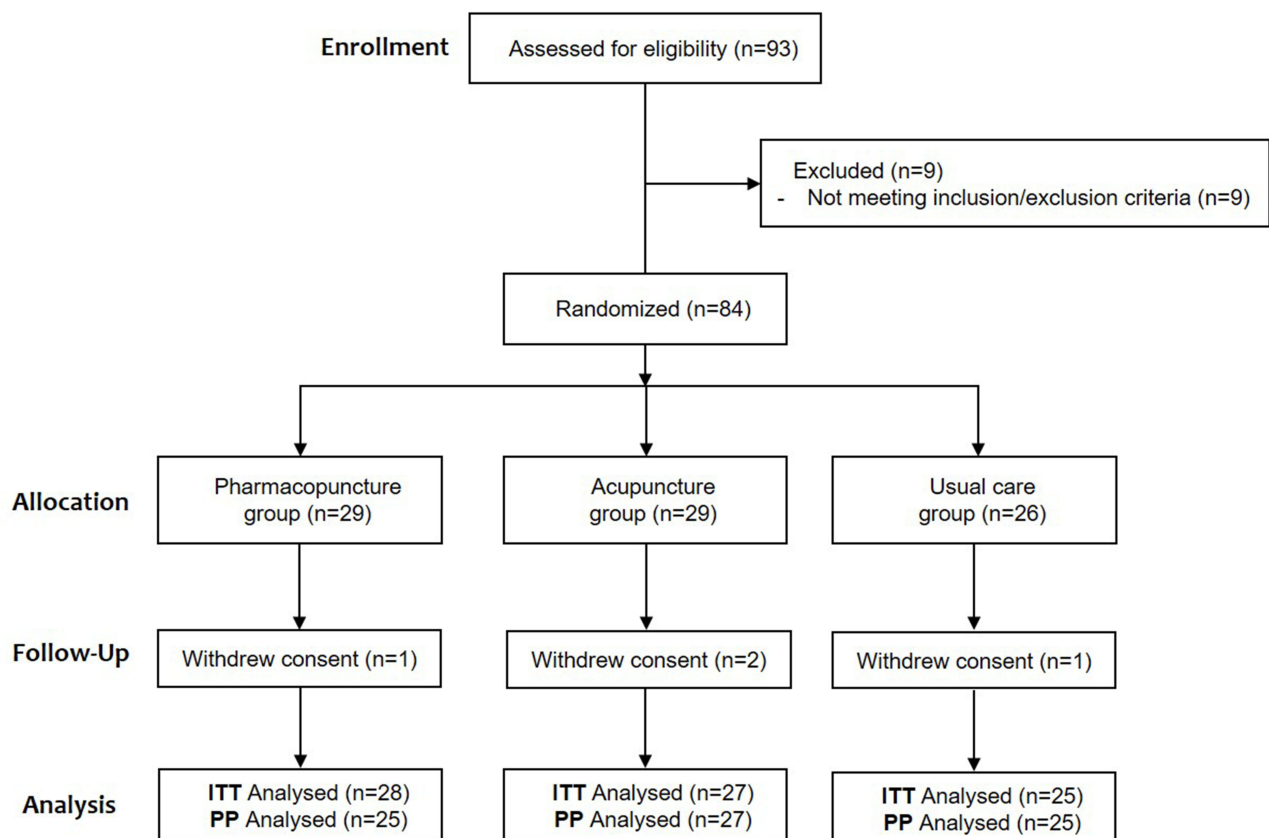 Enrollment
Assessed for eligibility (n=93)
Excluded (n=9)
- Not meeting inclusion/exclusion criteria (n=9)
Randomized (n=84)
Allocation
Pharmacopuncture
group (n=29)
Acupuncture
group (n=29)
Usual care
group (n=26)
Follow-Up
Withdrew consent (n=1)
Withdrew consent (n=2)
Withdrew consent (n=1)
Analysis
ITT Analysed (n=28)
PP Analysed (n=25)
ITT Analysed (n=27)
PP Analysed (n=27)
ITT Analysed (n=25)
PP Analysed (n=25)